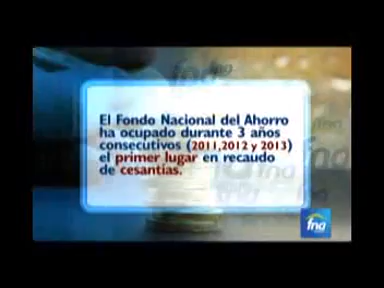 El Fondo Nacional del Ahorro
ha ocupado durante 3 años
consecutivos (2011,2012 y 2013)
el primer lugar en recaudo
de cesantías.
fna